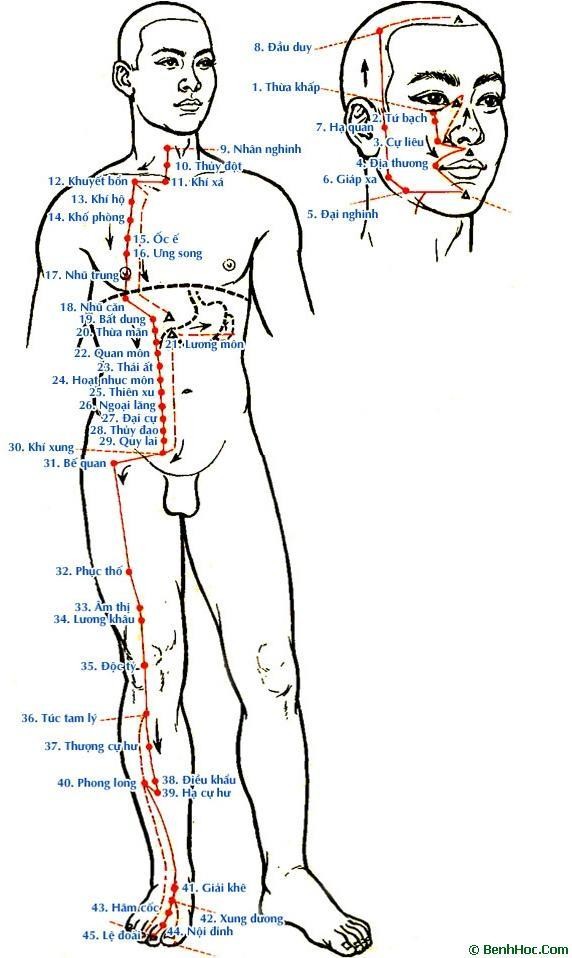 8. Đầu duy
1. Thừa khấp
2. Tứ bạch
7. Hạ quan
3. Cự liêu
4. Địa thương
6. Giáp xa
5. Đại nghinh
9. Nhân nghinh
10. Thủy đột
12. Khuyết bồn
11. Khí xá
13. Khí hộ
14. Khố phòng
15. Ốc ế
16. Ưng song
17. Nhũ trung
18. Nhũ căn
19. Bất dung
20. Thừa mãn
21. Lương môn
22. Quan môn
23. Thái ất
24. Hoạt nhục môn
25. Thiên xu
26. Ngoại lăng
27. Đại cự
28. Thủy đạo
29. Quy lai
30. Khí xung
31. Bế quan
32. Phục thố
33. Âm thị
34. Lương khâu
35. Độc tỵ
36. Túc tam lý
37. Thượng cự hư
38. Điều khẩu
40. Phong long
39. Hạ cự hư
41. Giải khê
43. Hãm cốc
42. Xung dương
44. Nội đình
45. Lệ đoài
© BenhHoc.Com